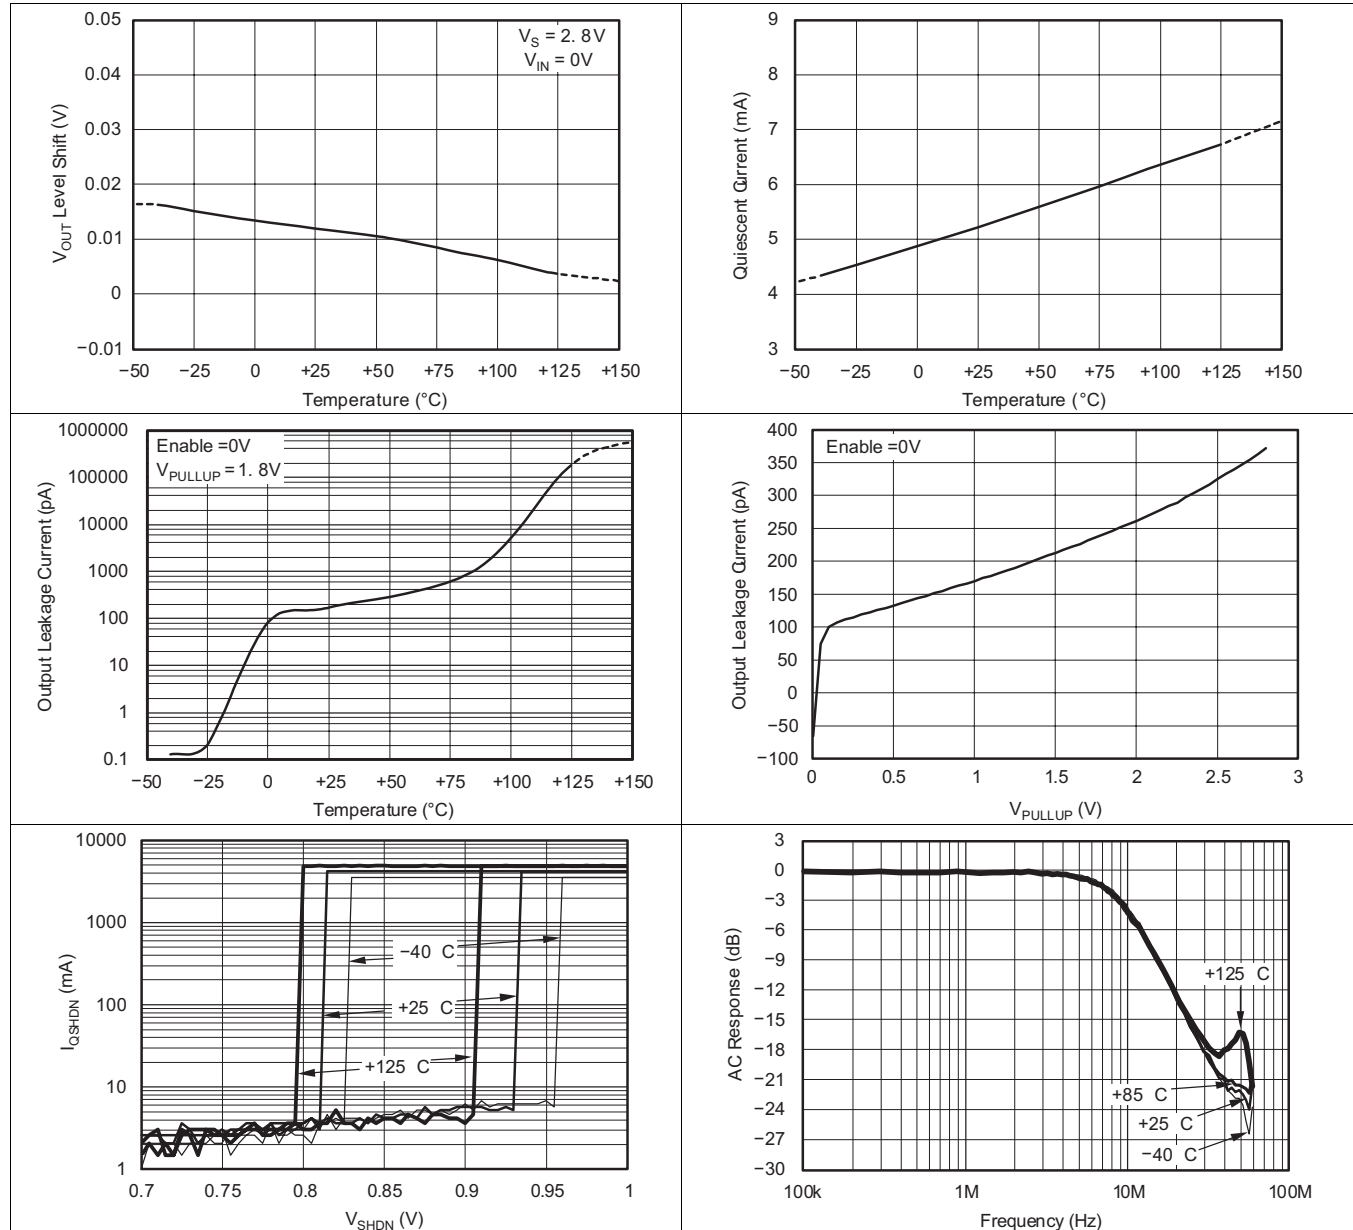 0.05
0.04
0.03
0.02
0.01
0
−0.01
V_OUT Level Shift (V)
V_S = 2.8V
V_IN = 0V
−50 −25 0 +25 +50 +75 +100 +125 +150
Temperature (°C)
9
8
7
6
5
4
3
Quiescent Current (mA)
−50 −25 0 +25 +50 +75 +100 +125 +150
Temperature (°C)
1000000
100000
10000
1000
100
10
1
0.1
Output Leakage Current (pA)
Enable =0V
V_PULLUP = 1.8V
−50 −25 0 +25 +50 +75 +100 +125 +150
Temperature (°C)
400
350
300
250
200
150
100
50
0
−50
−100
Output Leakage Current (pA)
Enable =0V
0 0.5 1 1.5 2 2.5 3
V_PULLUP (V)
10000
1000
100
10
1
I_QSHDN (mA)
−40 C
+25 C
+125 C
0.7 0.75 0.8 0.85 0.9 0.95 1
V_SHDN (V)
3
0
−3
−6
−9
−12
−15
−18
−21
−24
−27
−30
AC Response (dB)
+125 C
+85 C
+25 C
−40 C
100k 1M 10M 100M
Frequency (Hz)